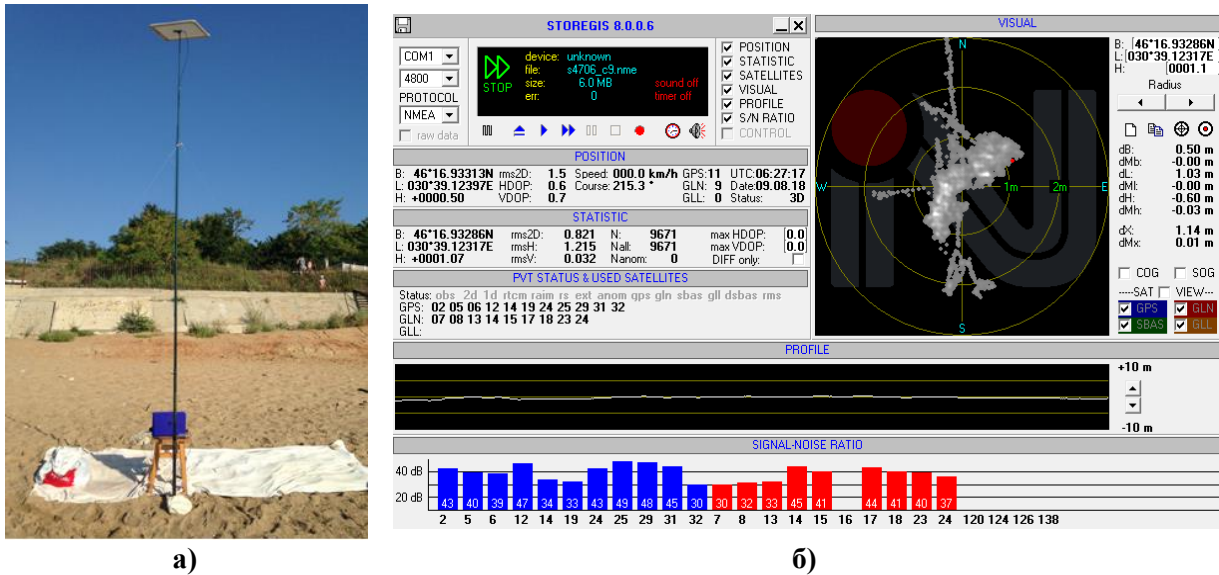 STOREGIS 8.0.0.6
COM1
4800
PROTOCOL
NMEA
raw data
STOP
device: unknown
file: s4706_c9.nme
size: 6.0 MB sound off
err: 0 timer off
POSITION
STATISTIC
SATELLITES
VISUAL
PROFILE
S/N RATIO
CONTROL
POSITION
B: 46*16.93313N rms2D: 1.5 Speed: 000.0 km/h GPS:11 UTC:06:27:17
L: 030*39.12397E HDOP: 0.6 Course: 215.3 * GLN: 9 Date:09.08.18
H: +0000.50 VDOP: 0.7 GLL: 0 Status: 3D
STATISTIC
B: 46*16.93286N rms2D: 0.821 N: 9671 max HDOP: 0.0
L: 030*39.12317E rmsH: 1.215 Nall: 9671 max VDOP: 0.0
H: +0001.07 rmsV: 0.032 Nanom: 0 DIFF only:
PVT STATUS & USED SATELLITES
Status: obs 2d 1d rtcm raim rs ext anom gps gln sbas gll dsbas rms
GPS: 02 05 06 12 14 19 24 25 29 31 32
GLN: 07 08 13 14 15 17 18 23 24
GLL:
VISUAL
N
W 1m 2m E
S
B: 46*16.93286N
L: 030*39.12317E
H: 0001.1
Radius
dB: 0.50 m
dMb: -0.00 m
dL: 1.03 m
dMl: -0.00 m
dH: -0.60 m
dMh: -0.03 m
dX: 1.14 m
dMx: 0.01 m
COG SOG
-----SAT VIEW---
GPS GLN
SBAS GLL
PROFILE
+10 m
-10 m
SIGNAL-NOISE RATIO
40 dB
20 dB
43 40 39 47 34 33 43 49 48 45 30 30 32 33 45 41 44 41 40 37
2 5 6 12 14 19 24 25 29 31 32 7 8 13 14 15 16 17 18 23 24 120 124 126 138
а) б)